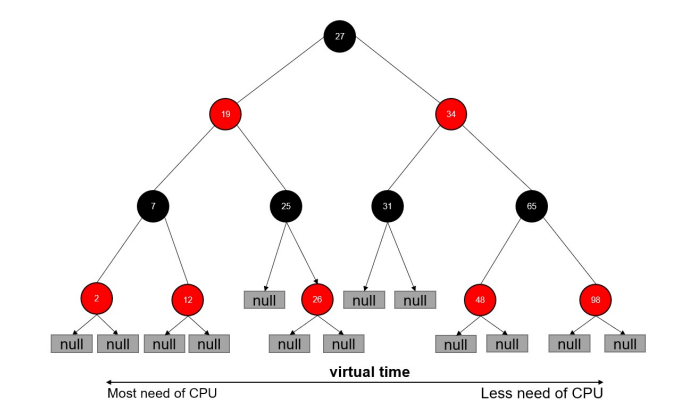 27
19 34
7 25 31 65
2 12 null 26 null null 48 98
null null null null null null null null null null
virtual time
Most need of CPU Less need of CPU